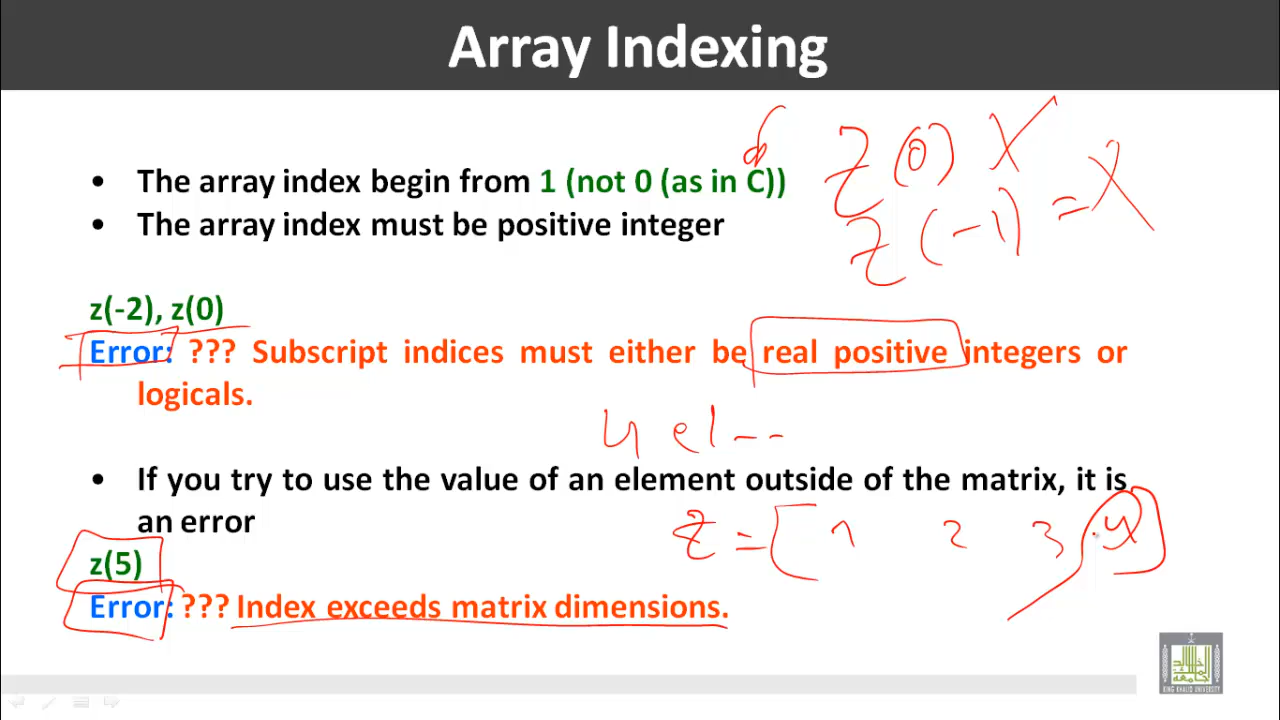 Array Indexing
• The array index begin from 1 (not 0 (as in C))
• The array index must be positive integer
z(0) X
z(-1) = X
z(-2), z(0)
Error: ??? Subscript indices must either be real positive integers or
logicals.
4 el --
• If you try to use the value of an element outside of the matrix, it is
an error
z = [ 1 2 3 4 ]
z(5)
Error: ??? Index exceeds matrix dimensions.
KING KHALID UNIVERSITY